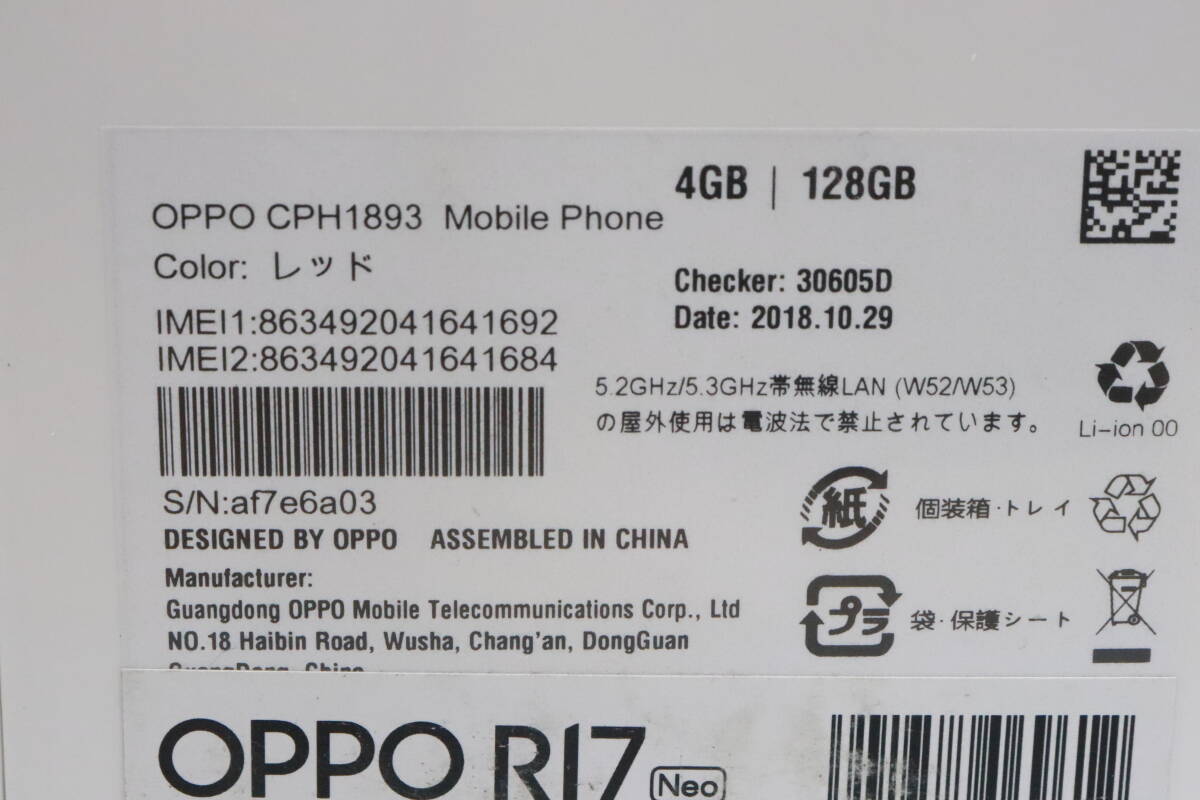 4GB | 128GB
OPPO CPH1893 Mobile Phone
Color: レッド
Checker: 30605D
Date: 2018.10.29
IMEI1:863492041641692
IMEI2:863492041641684
5.2GHz/5.3GHz帯無線LAN (W52/W53)
の屋外使用は電波法で禁止されています。
Li-ion 00
S/N:af7e6a03
紙
個装箱·トレイ
DESIGNED BY OPPO ASSEMBLED IN CHINA
Manufacturer:
Guangdong OPPO Mobile Telecommunications Corp., Ltd
NO.18 Haibin Road, Wusha, Chang'an, DongGuan
GuangDong, China
プラ
袋·保護シート
OPPO R17 Neo